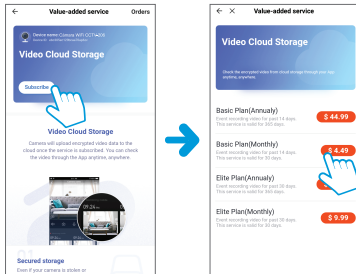 Value-added service Orders
Device name: Camera WiFi CCT14205
Video Cloud Storage
Subscribe
Video Cloud Storage
Camera will upload encrypted video data to the
cloud once the service is subscribed. You can check
the video through the App anytime, anywhere.
09:24
Secured storage
Even if your camera is stolen or
Value-added service
Video Cloud Storage
Check the encrypted video from cloud storage through your App
anytime, anywhere.
Basic Plan(Annualy)
Event recording video for past 14 days
This service is valid for 365 days
$ 44.99
Basic Plan(Monthly)
Event recording video for past 14 days
This service is valid for 30 days
$ 4.49
Elite Plan(Annualy)
Event recording video for past 30 days
This service is valid for 365 days
Elite Plan(Monthly)
Event recording video for past 30 days
This service is valid for 30 days
$ 9.99